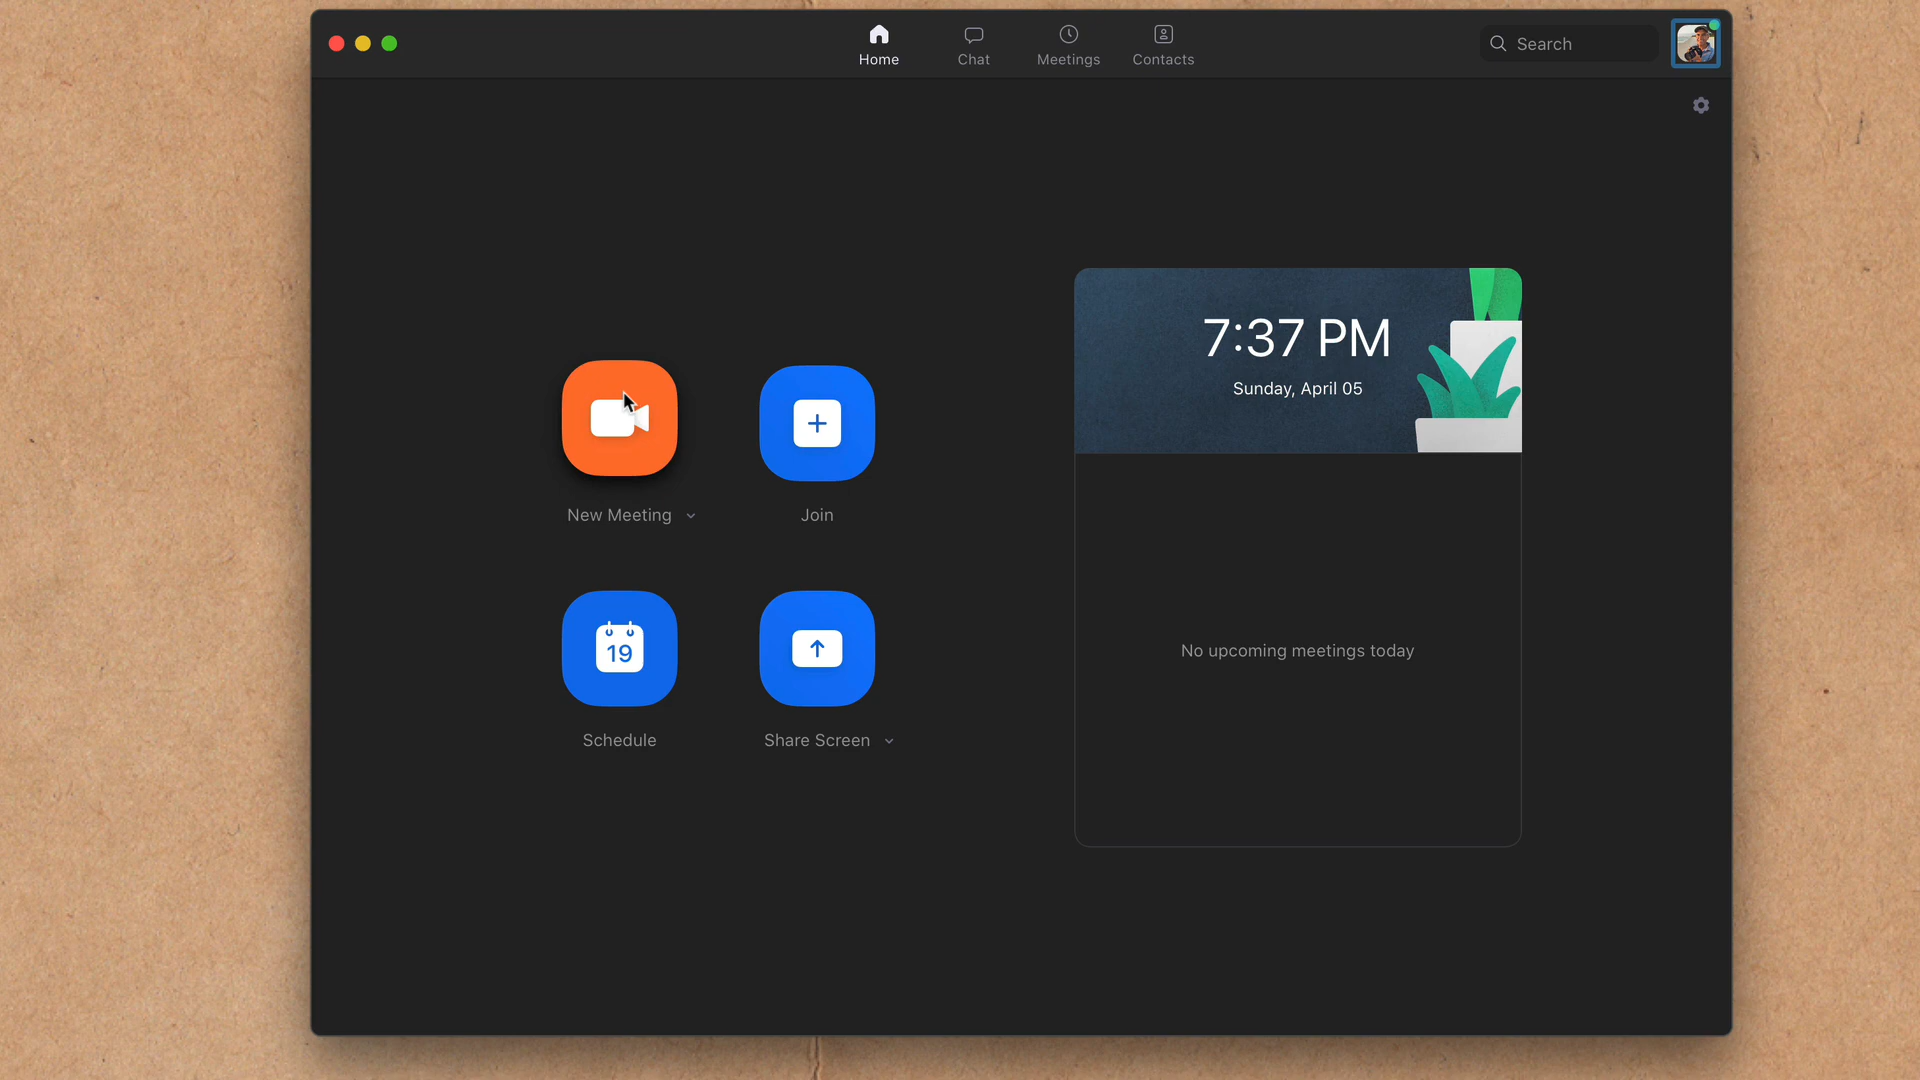 Home
Chat
Meetings
Contacts
Search
7:37 PM
Sunday, April 05
New Meeting
Join
19
Schedule
Share Screen
No upcoming meetings today